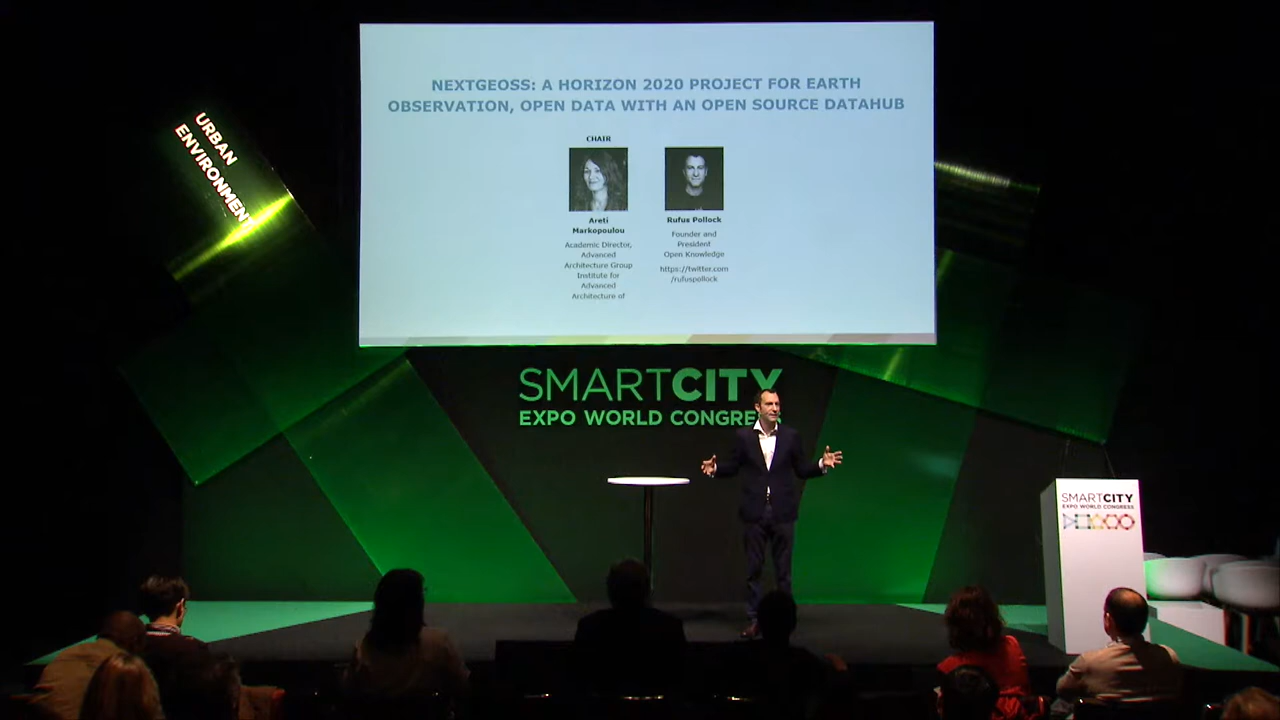 NEXTGEOSS: A HORIZON 2020 PROJECT FOR EARTH
OBSERVATION, OPEN DATA WITH AN OPEN SOURCE DATAHUB
CHAIR
Areti
Markopoulou
Academic Director,
Advanced
Architecture Group
Institute for
Advanced
Architecture of
Rufus Pollock
Founder and
President
Open Knowledge
https://twitter.com
/rufuspollock
URBAN
ENVIRONMEN
SMARTCITY
EXPO WORLD CONGRE
SMARTCITY
EXPO WORLD CONGRESS